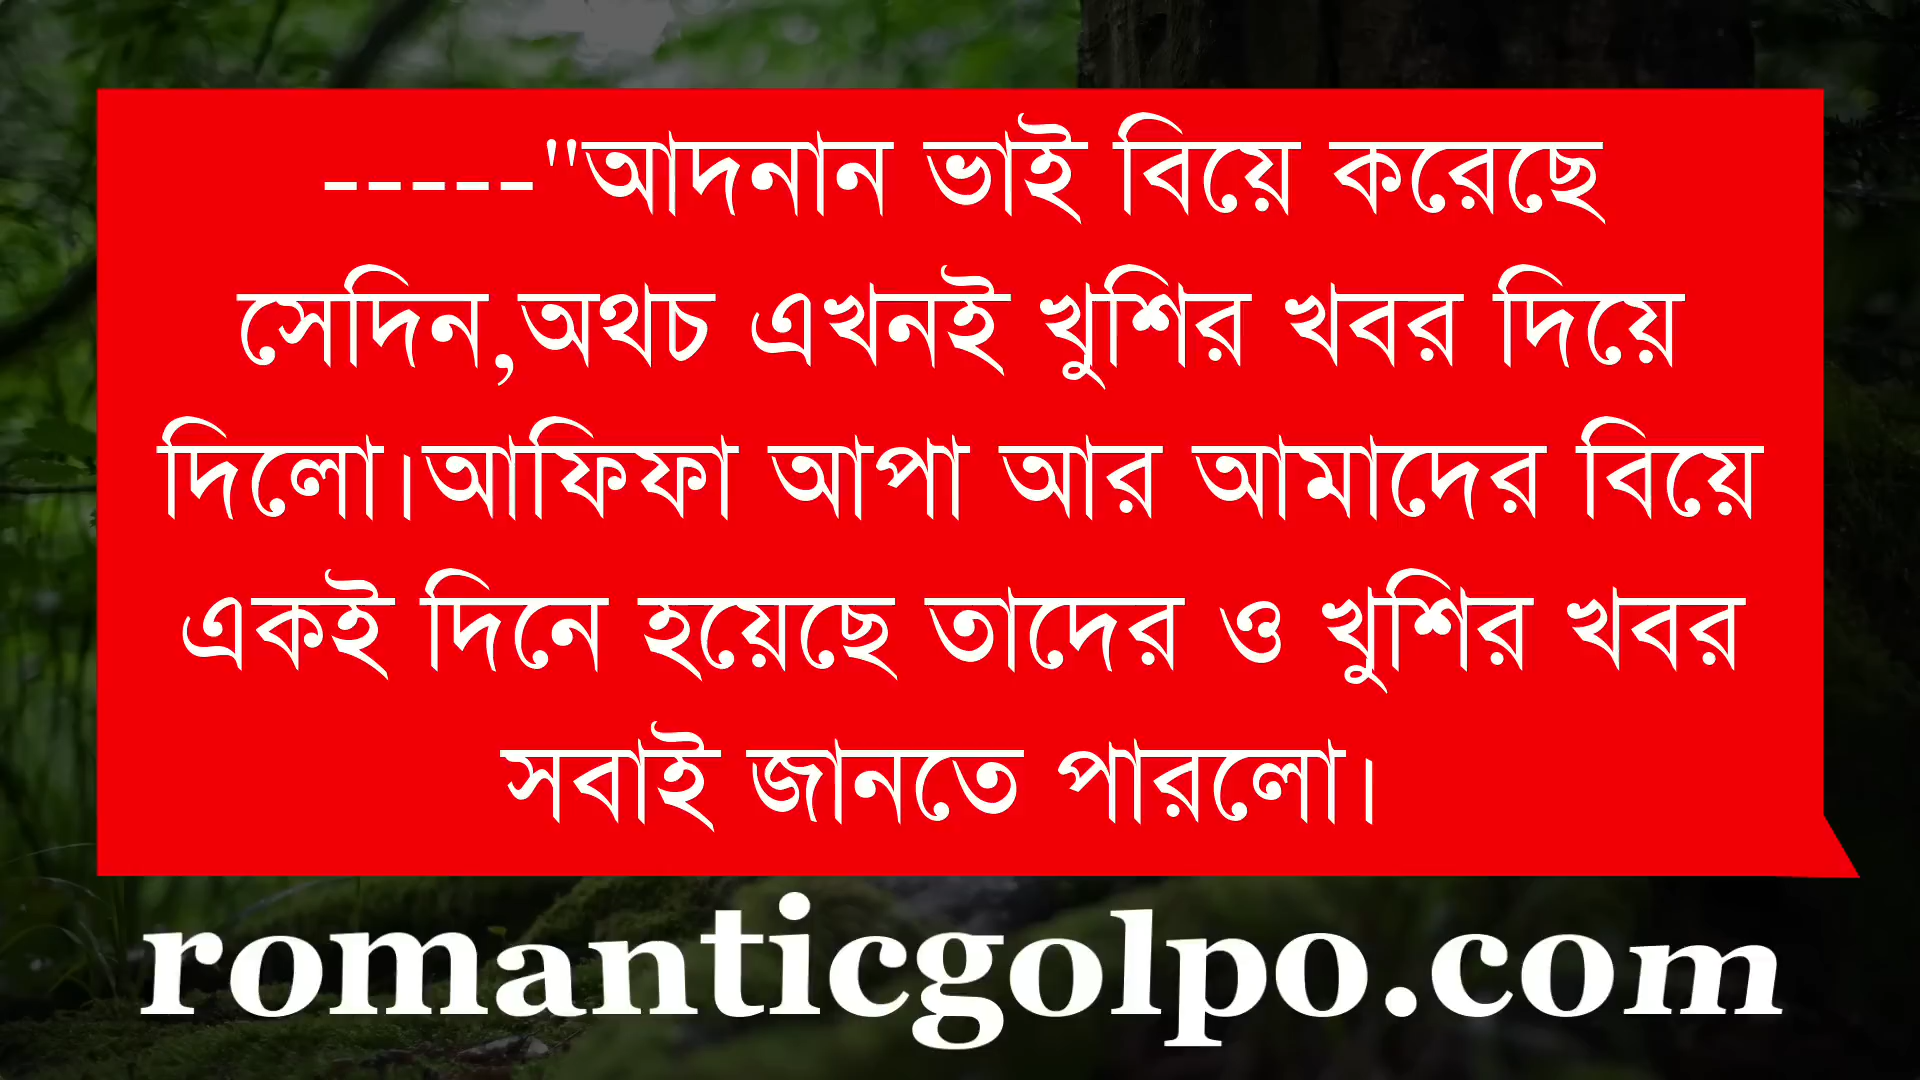 -----"আদনান ভাই বিয়ে করেছে
সেদিন,অথচ এখনই খুশির খবর দিয়ে
দিলো।আফিফা আপা আর আমাদের বিয়ে
একই দিনে হয়েছে তাদের ও খুশির খবর
সবাই জানতে পারলো।
romanticgolpo.com